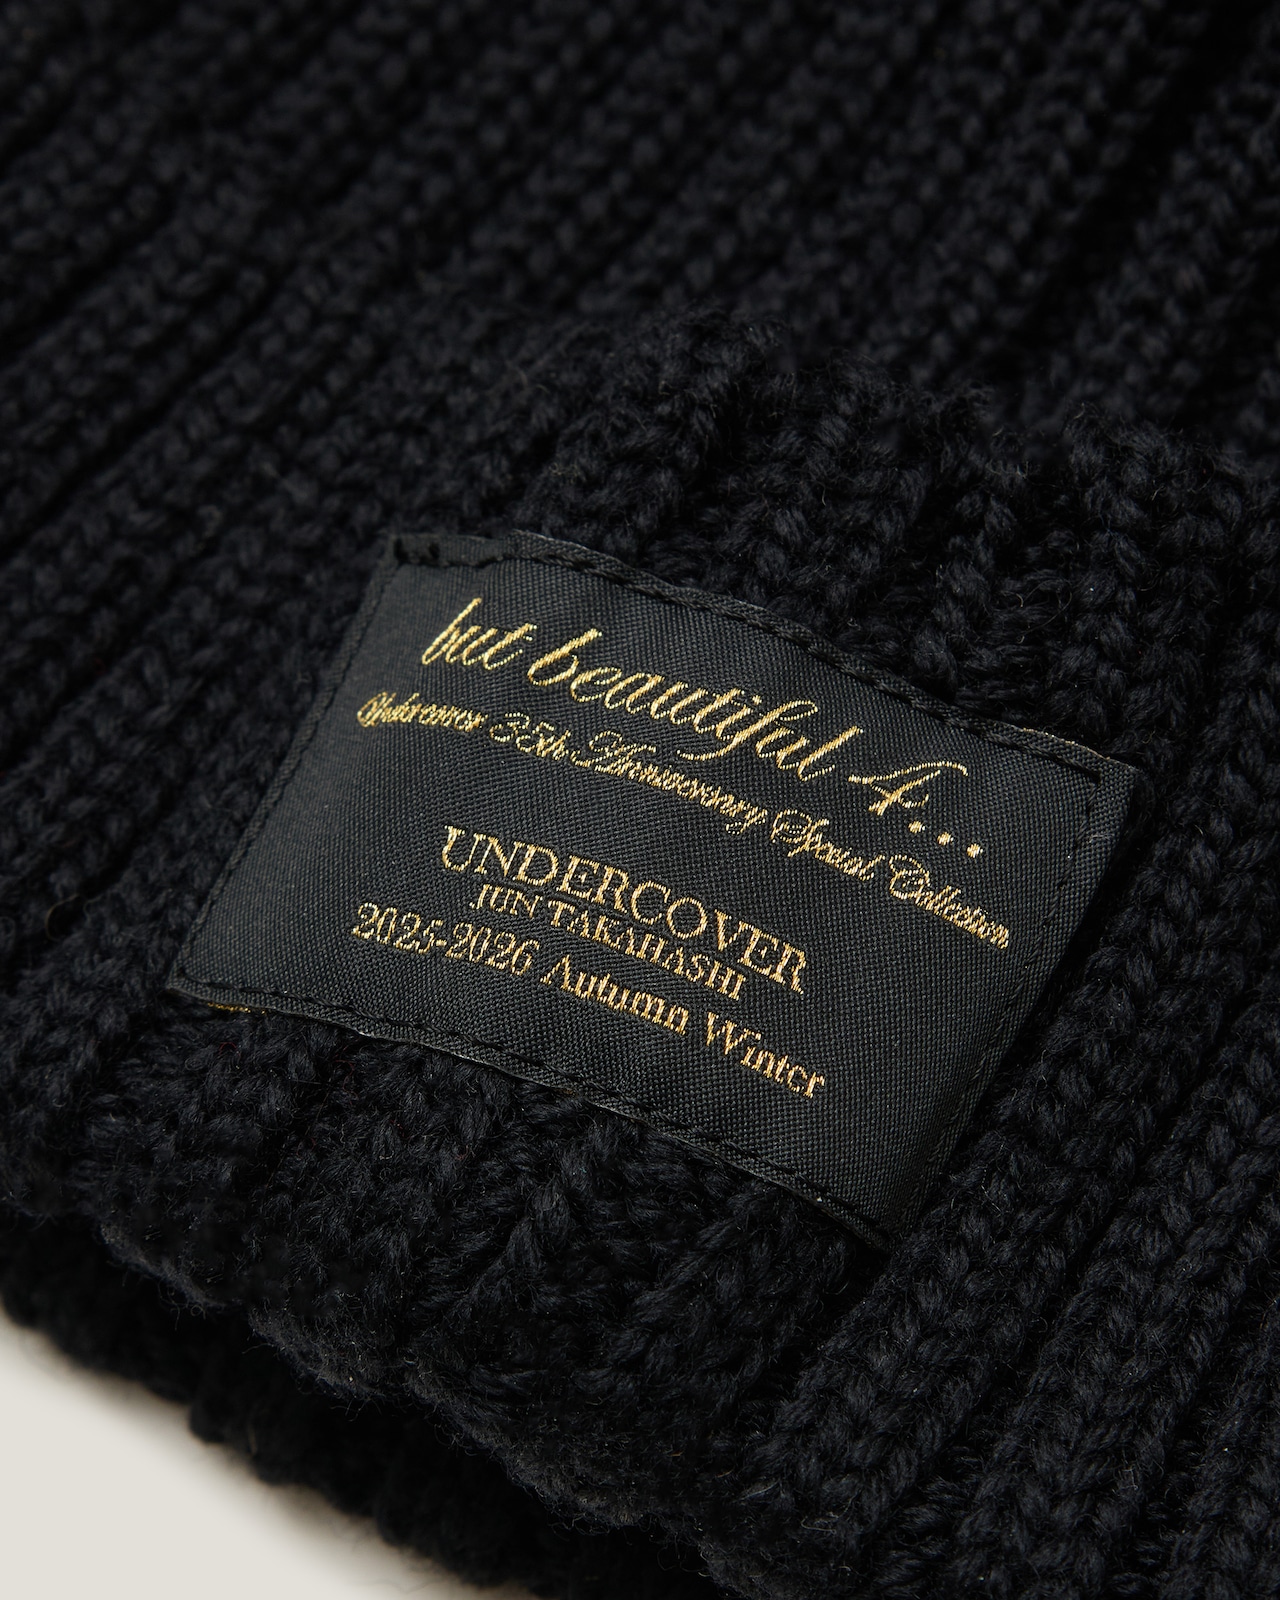 but beautiful 4...
Undercover 35th Anniversary Special Collection
UNDERCOVER
JUN TAKAHASHI
2025-2026 Autumn Winter